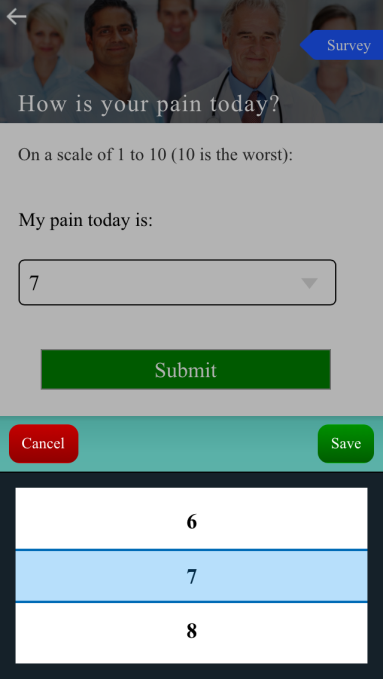 Survey
How is your pain today?
On a scale of 1 to 10 (10 is the worst):
My pain today is:
7
Submit
Cancel
Save
6
7
8